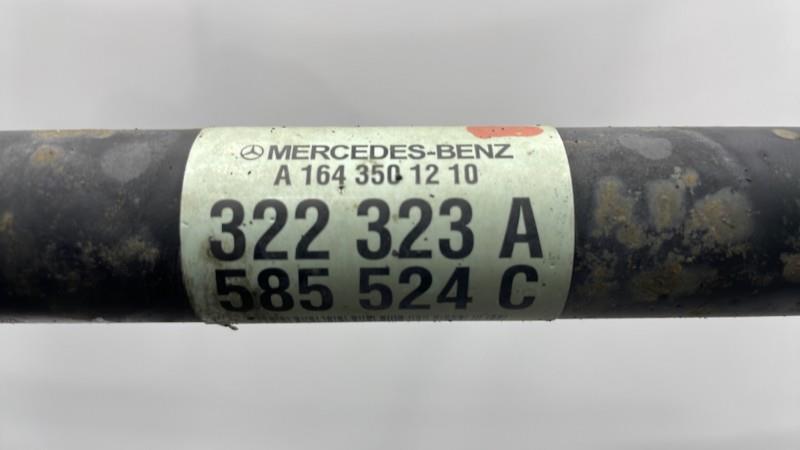 MERCEDES-BENZ
A 164 350 12 10
322 323 A
585 524 C